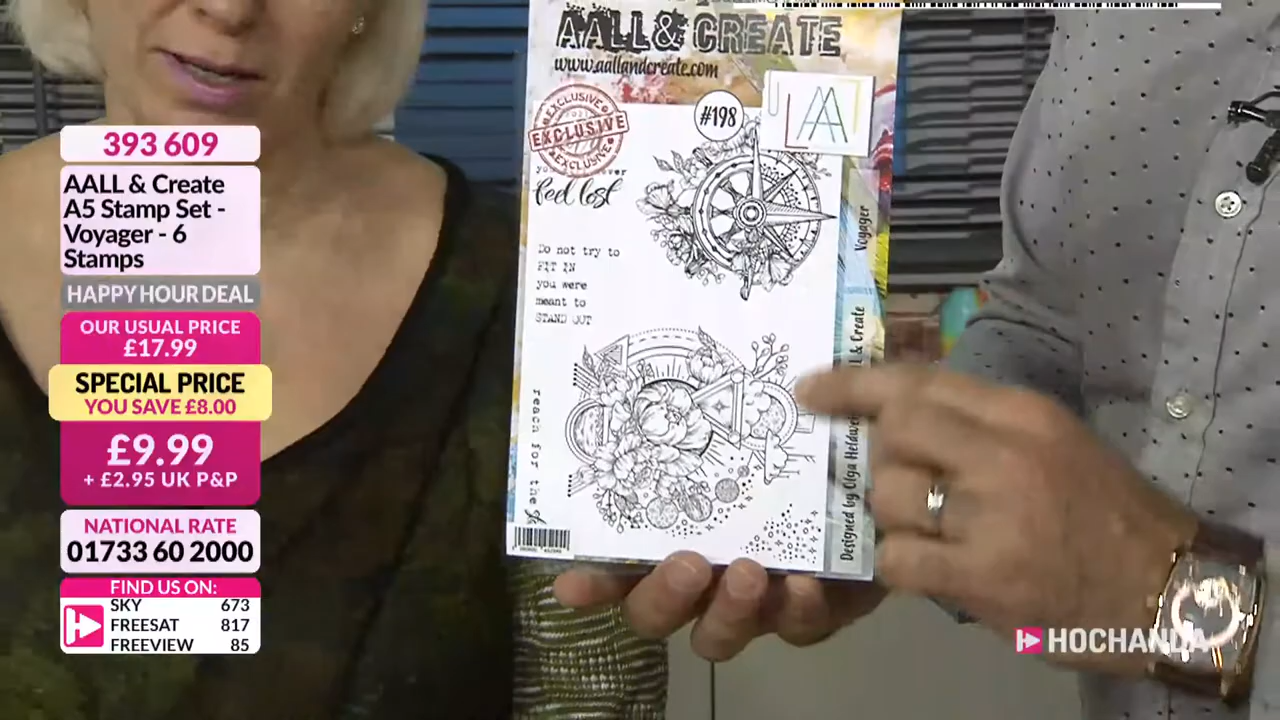 393 609
AALL & Create
A5 Stamp Set -
Voyager - 6
Stamps
HAPPY HOUR DEAL
OUR USUAL PRICE
£17.99
SPECIAL PRICE
YOU SAVE £8.00
£9.99
+ £2.95 UK P&P
NATIONAL RATE
01733 60 2000
FIND US ON:
SKY 673
FREESAT 817
FREEVIEW 85
AALL & CREATE
www.aallandcreate.com
EXCLUSIVE
EXCLUSIVE
EXCLUSIVE
#198
AA
feel lost
Do not try to
FIT IN
you were
meant to
STAND OUT
reach for the
Voyager
& Create
Designed by Olga
HOCHANDA